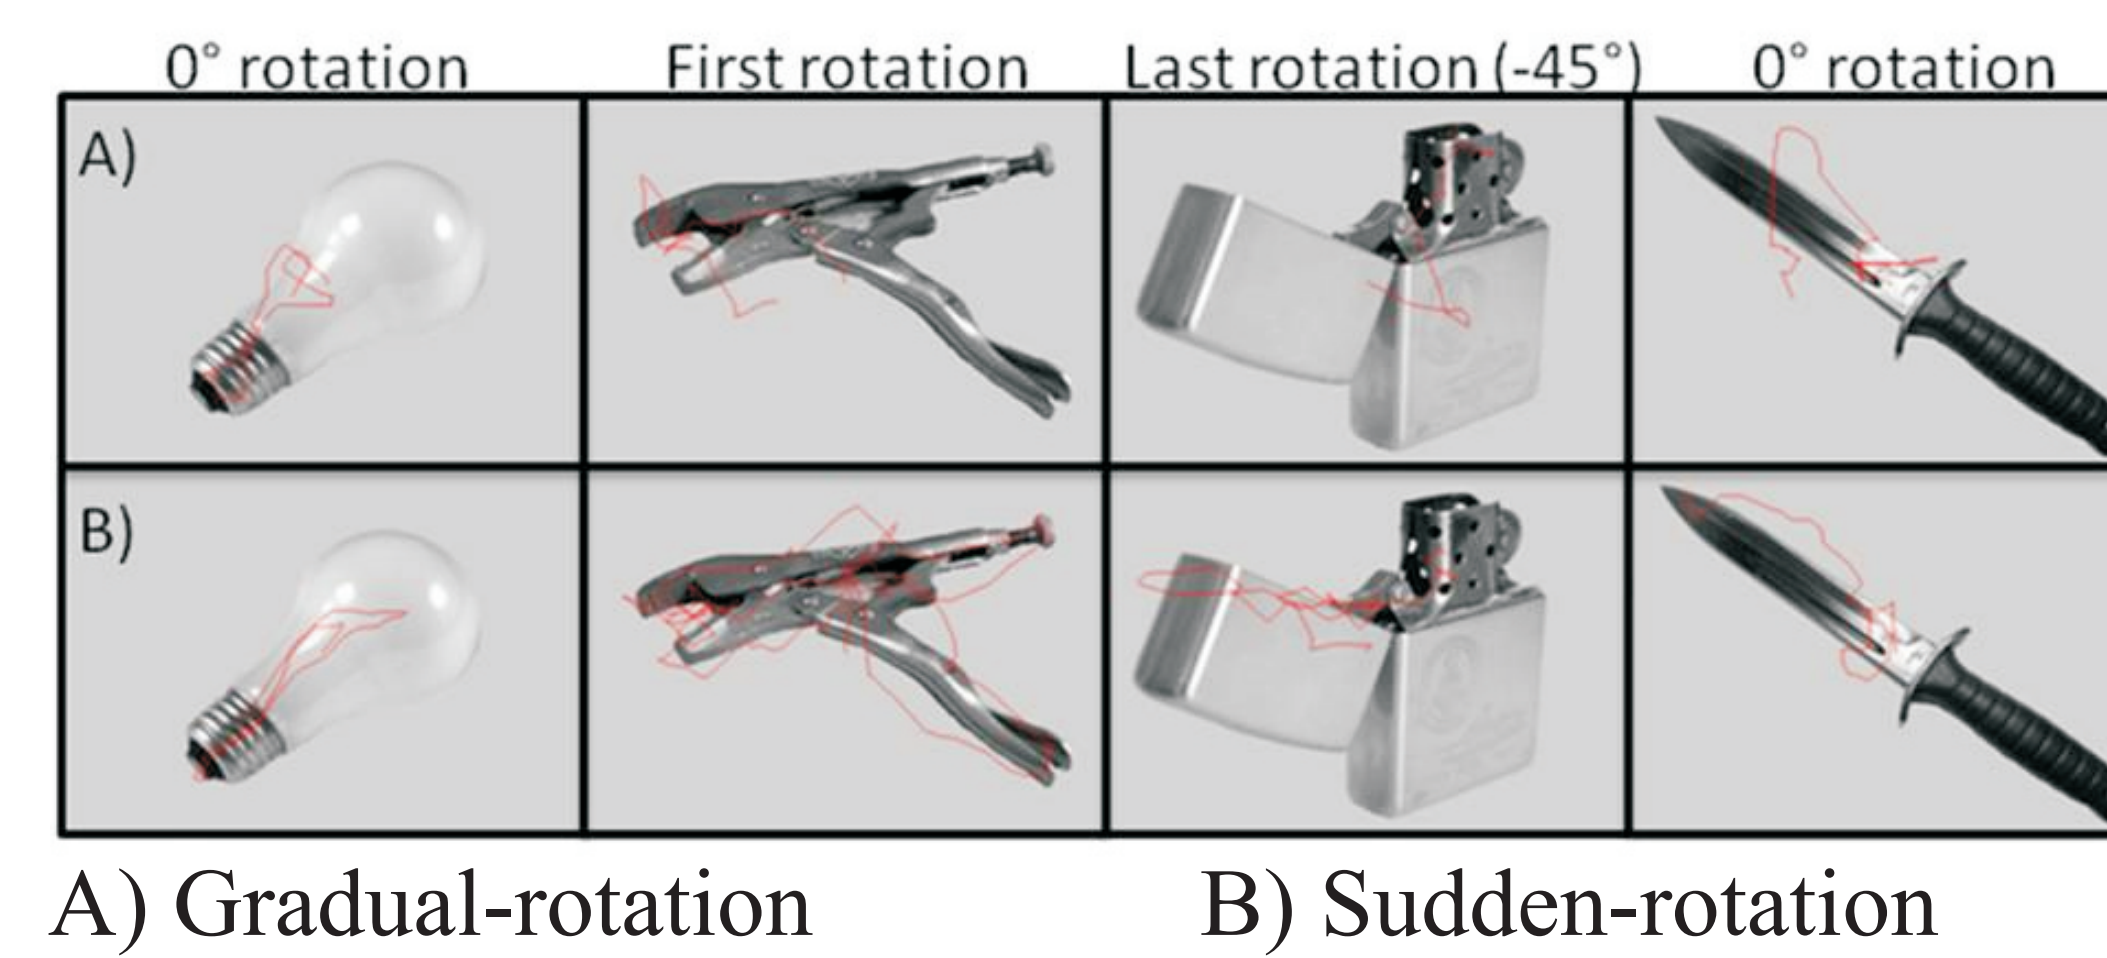 0° rotation First rotation Last rotation (-45°) 0° rotation
A)
B)
A) Gradual-rotation B) Sudden-rotation